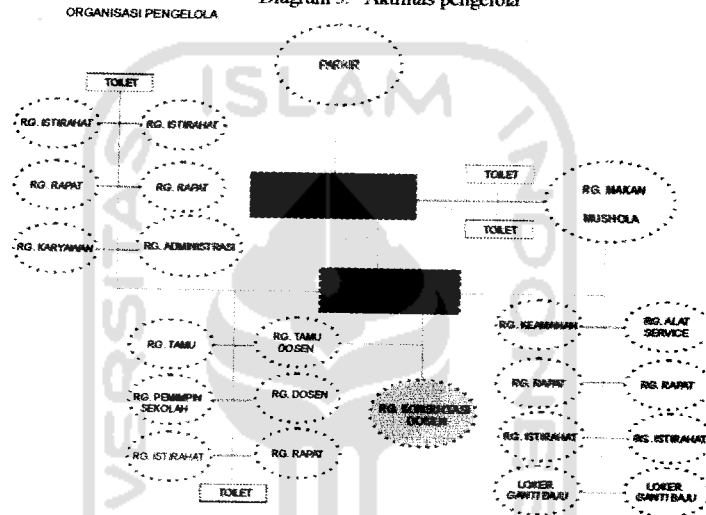 Diagram 3. Aktifitas pengelola
ORGANISASI PENGELOLA
PARKIR
TOILET
ISLAM
RG. ISTIRAHAT
RG. ISTIRAHAT
RG. RAPAT
RG. RAPAT
RG. KARYAWAN
RG. ADMINISTRASI
TOILET
RG. MAKAN
MUSHOLA
TOILET
RG. TAMU
RG. TAMU
DOSEN
RG. PEMIMPIN
SEKOLAH
RG. DOSEN
RG. ISTIRAHAT
RG. RAPAT
TOILET
RG. KONSULTASI
DOSEN
RG. KEAMANAN
RG. ALAT
SERVICE
RG. RAPAT
RG. RAPAT
RG. ISTIRAHAT
RG. ISTIRAHAT
LOKER
GANTI BAJU
LOKER
GANTI BAJU